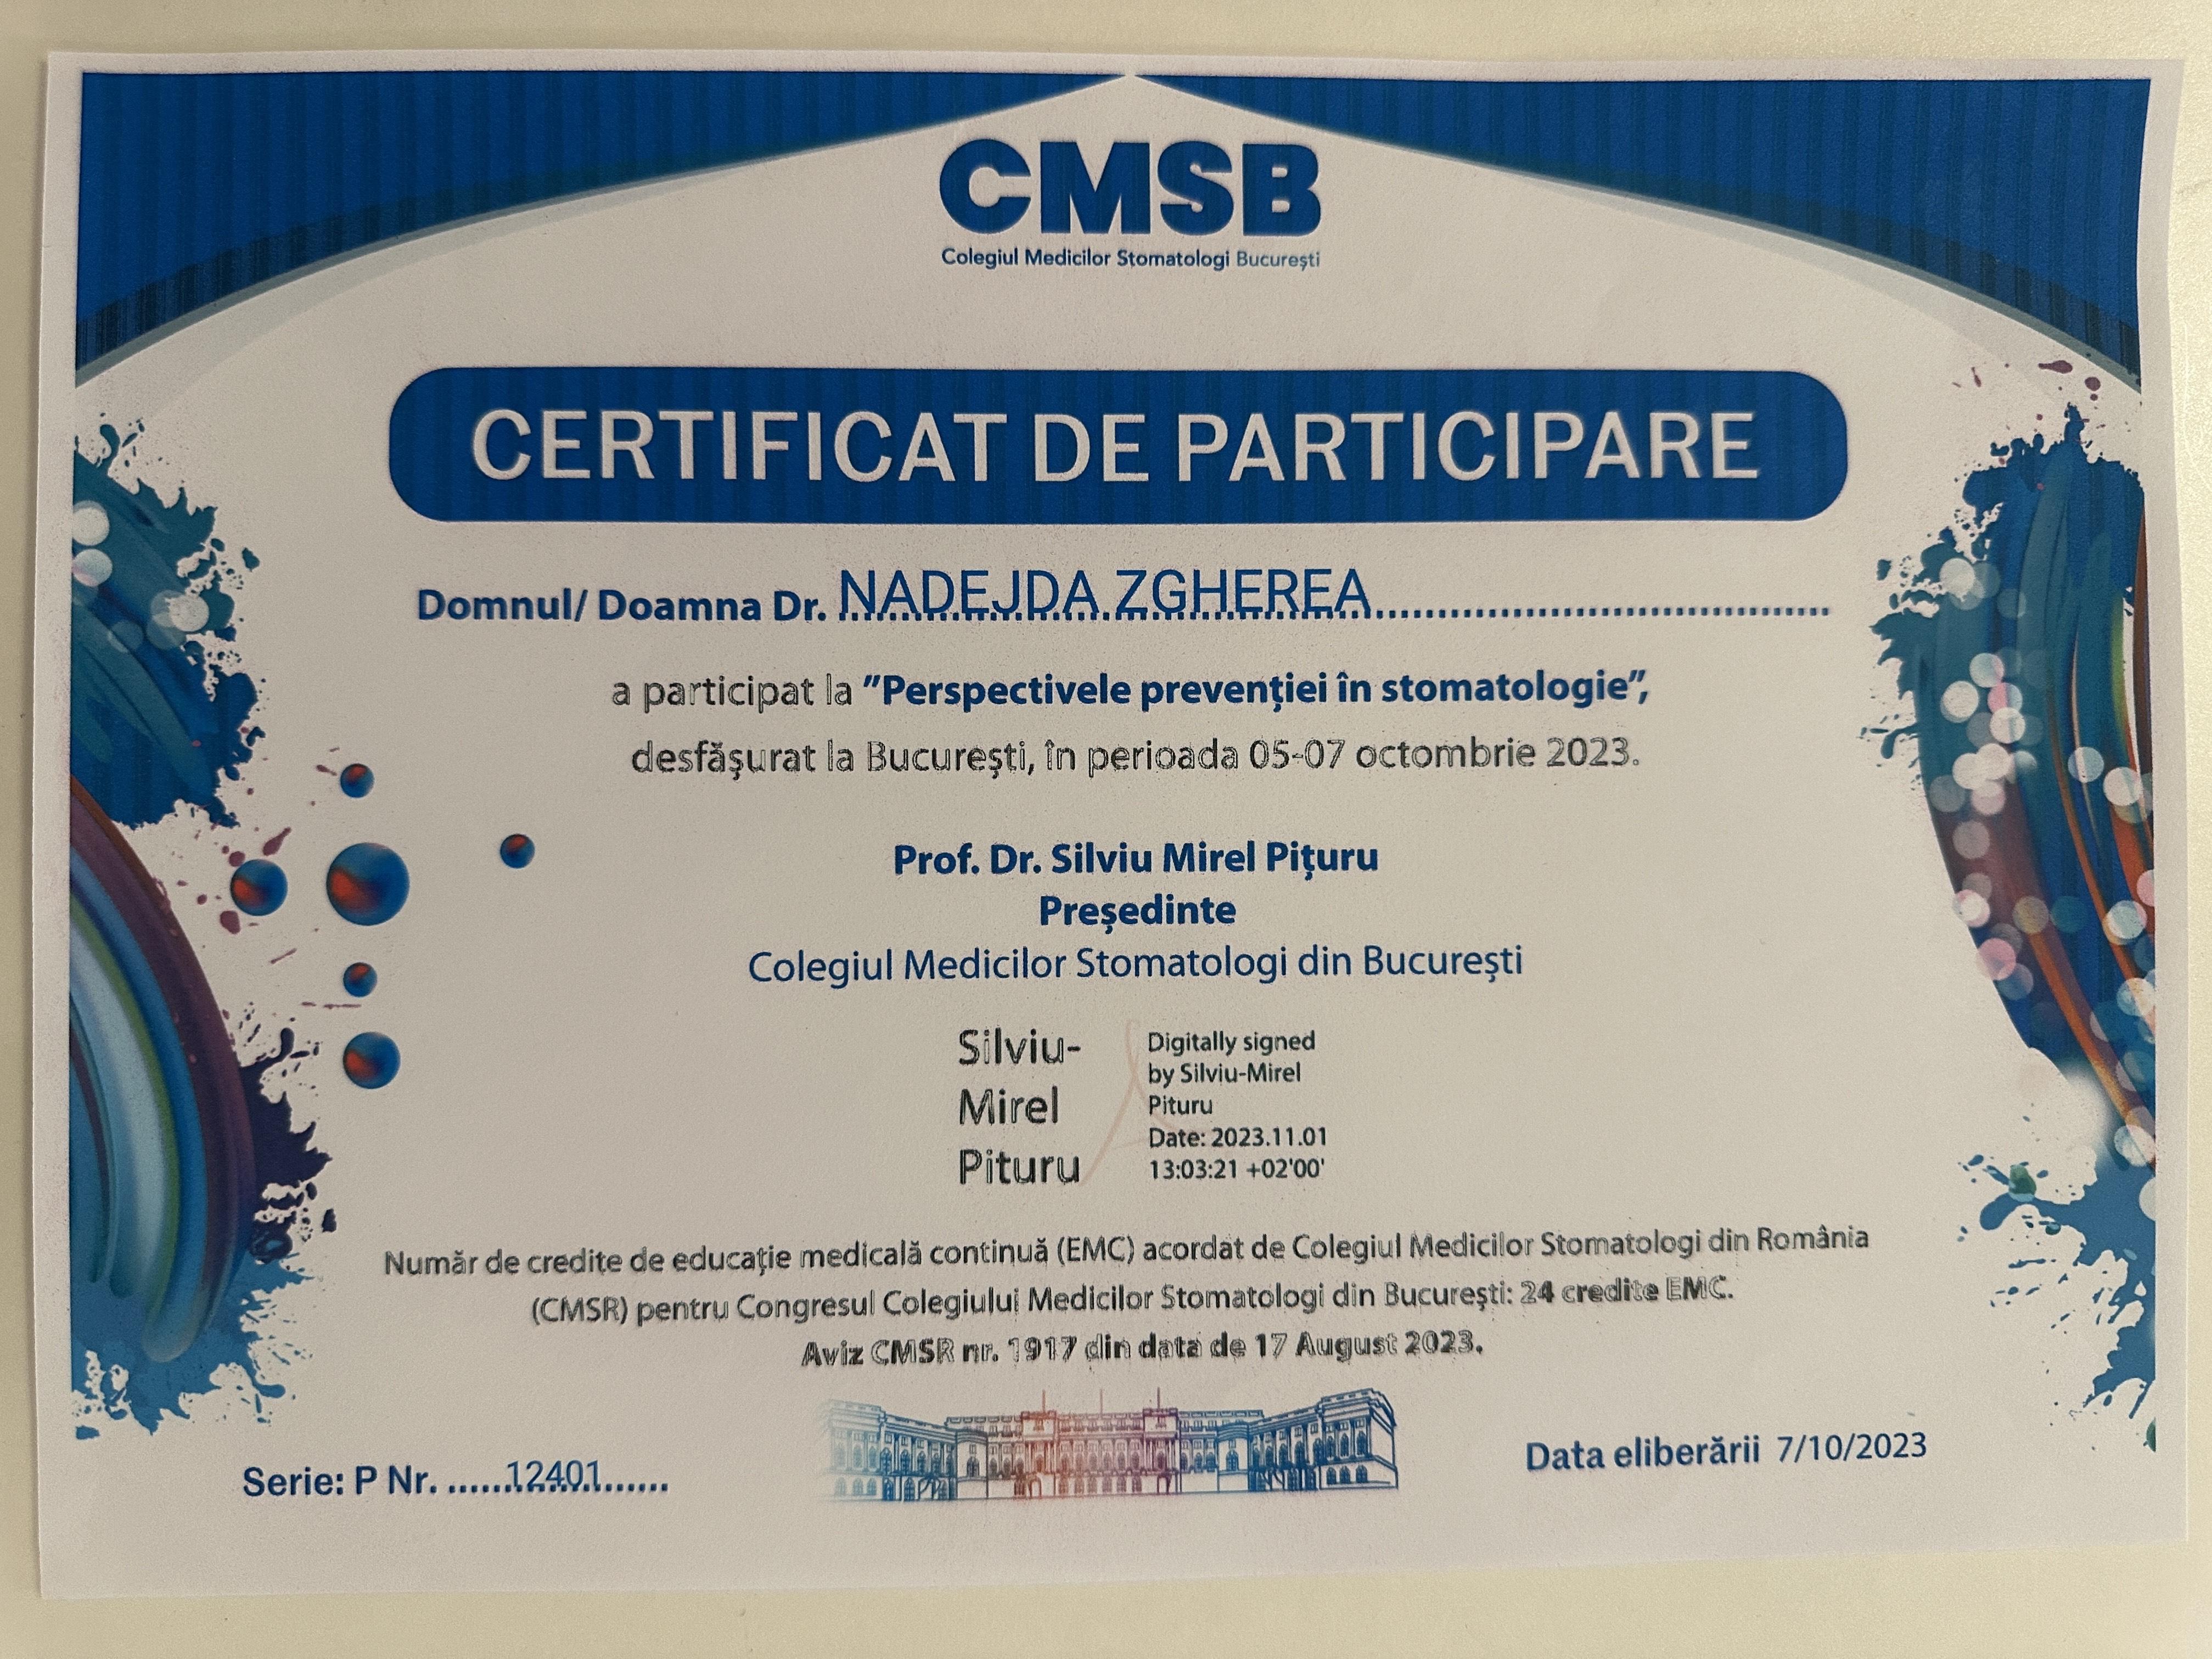 CMSB
Colegiul Medicilor Stomatologi București
CERTIFICAT DE PARTICIPARE
Domnul/ Doamna Dr. NADEJDA ZGHEREA
a participat la ”Perspectivele prevenției în stomatologie”,
desfășurat la București, în perioada 05-07 octombrie 2023.
Prof. Dr. Silviu Mirel Pițuru
Președinte
Colegiul Medicilor Stomatologi din București
Silviu-
Mirel
Pituru
Digitally signed
by Silviu-Mirel
Pituru
Date: 2023.11.01
13:03:21 +02'00'
Număr de credite de educație medicală continuă (EMC) acordat de Colegiul Medicilor Stomatologi din România
(CMSR) pentru Congresul Colegiului Medicilor Stomatologi din București: 24 credite EMC.
Aviz CMSR nr. 1917 din data de 17 August 2023.
Serie: P Nr. ......12401......
Data eliberării 7/10/2023